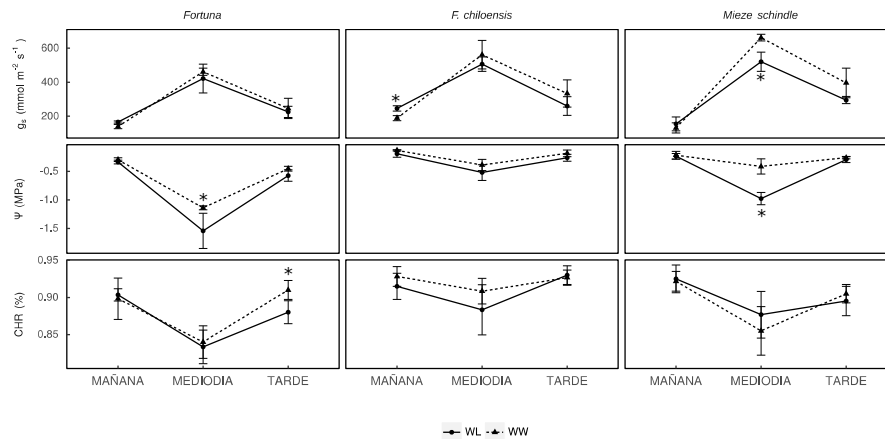 Fortuna F. chiloensis Mieze schindle
gs (mmol m-2 s-1)
600
400
200
*
*
Ψ (MPa)
-0.5
-1.0
-1.5
*
*
CHR (%)
0.95
0.90
0.85
*
MAÑANA MEDIODIA TARDE MAÑANA MEDIODIA TARDE MAÑANA MEDIODIA TARDE
WL WW